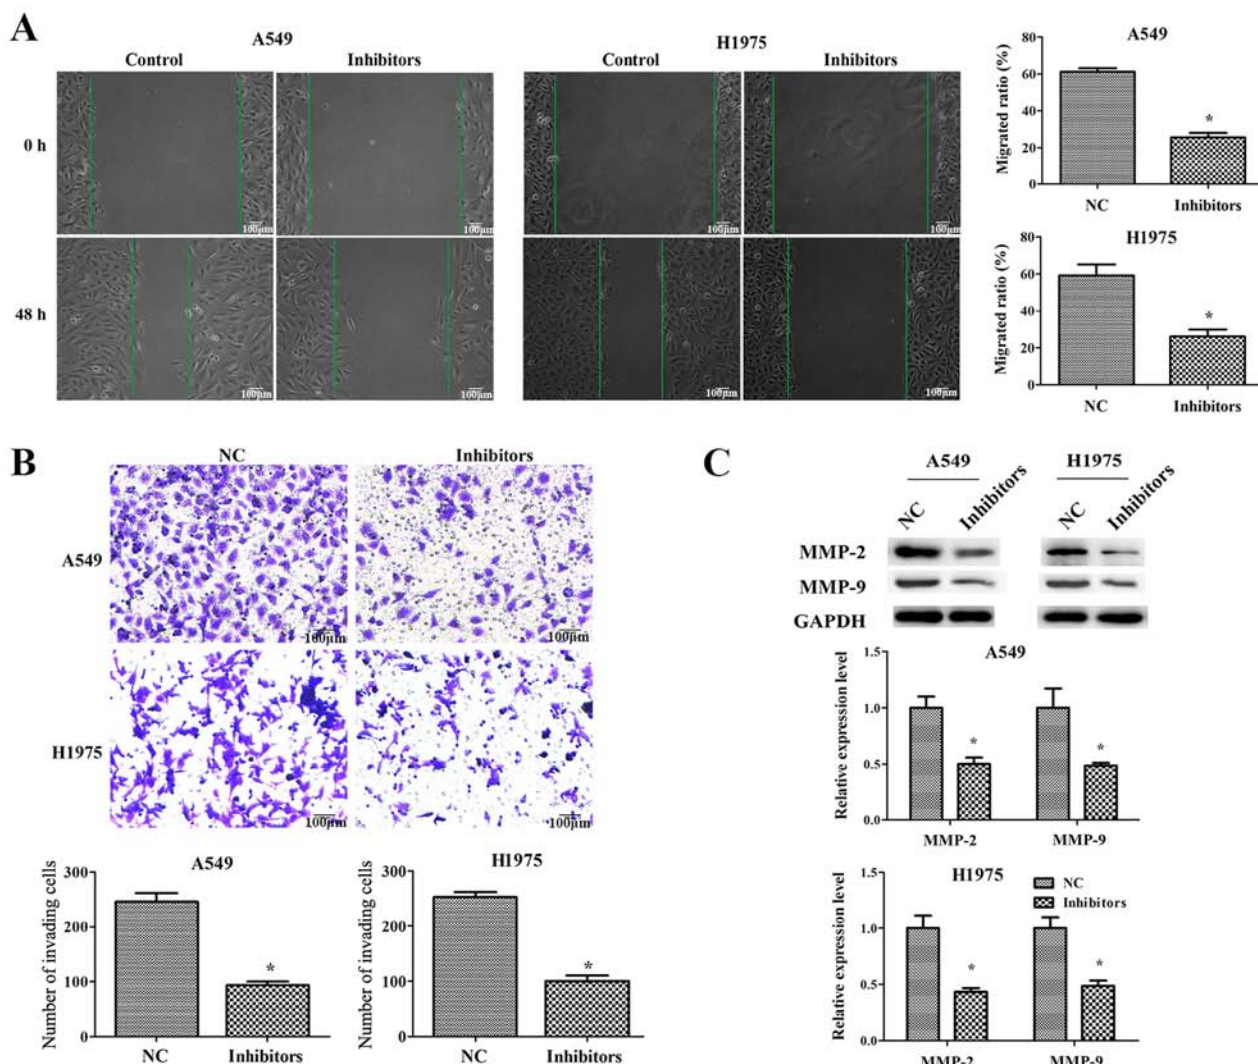 A
A549
Control
Inhibitors
H1975
Control
Inhibitors
0 h
48 h
100μm
100μm
100μm
100μm
100μm
100μm
100μm
100μm
A549
Migrated ratio (%)
80
60
40
20
0
*
NC
Inhibitors
H1975
Migrated ratio (%)
80
60
40
20
0
*
NC
Inhibitors
B
NC
Inhibitors
A549
100μm
100μm
H1975
100μm
100μm
A549
Number of invading cells
300
200
100
0
*
NC
Inhibitors
H1975
Number of invading cells
300
200
100
0
*
NC
Inhibitors
C
A549
H1975
NC
Inhibitors
NC
Inhibitors
MMP-2
MMP-9
GAPDH
A549
Relative expression level
1.5
1.0
0.5
0.0
*
*
MMP-2
MMP-9
H1975
NC
Inhibitors
Relative expression level
1.5
1.0
0.5
0.0
*
*
MMP-2
MMP-9